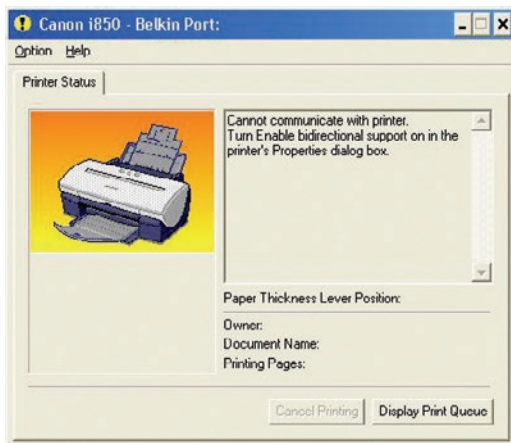 Canon i850 - Belkin Port:
Option Help
Printer Status
Cannot communicate with printer.
Turn Enable bidirectional support on in the
printer's Properties dialog box.
Paper Thickness Lever Position:
Owner:
Document Name:
Printing Pages:
Cancel Printing Display Print Queue